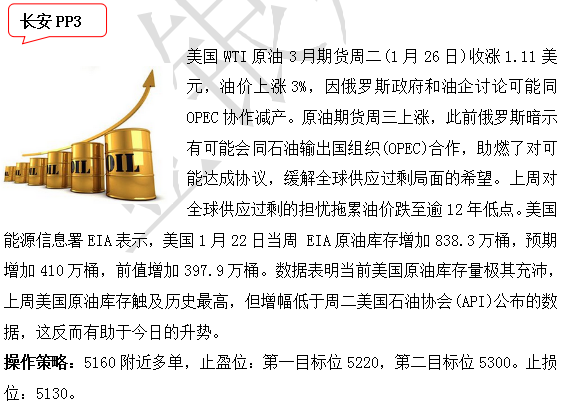 长安 PP3
美国 WTI 原油 3 月期货周二(1 月 26 日)收涨 1.11 美
元，油价上涨 3%，因俄罗斯政府和油企讨论可能同
OPEC 协作减产。原油期货周三上涨，此前俄罗斯暗示
有可能会同石油输出国组织(OPEC)合作，助燃了对可
能达成协议，缓解全球供应过剩局面的希望。上周对
全球供应过剩的担忧拖累油价跌至逾 12 年低点。美国
能源信息署 EIA 表示，美国 1 月 22 日当周 EIA 原油库存增加 838.3 万桶，预期
增加 410 万桶，前值增加 397.9 万桶。数据表明当前美国原油库存量极其充沛，
上周美国原油库存触及历史最高，但增幅低于周二美国石油协会(API)公布的数
据，这反而有助于今日的升势。
操作策略：5160 附近多单，止盈位：第一目标位 5220，第二目标位 5300。止损
位：5130。
OIL
OIL
OIL